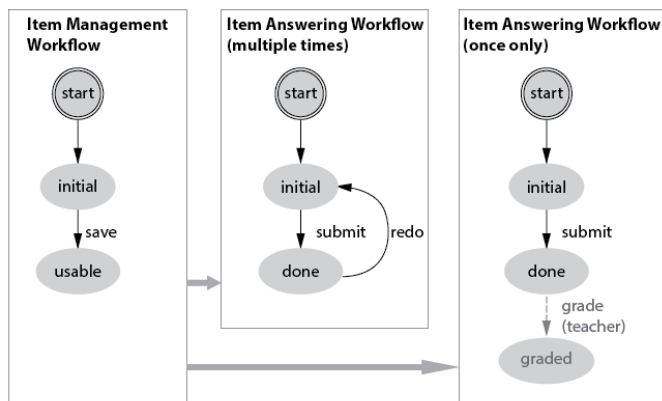 Item Management
Workflow
start
initial
save
usable
Item Answering Workflow
(multiple times)
start
initial
submit
redo
done
Item Answering Workflow
(once only)
start
initial
submit
done
grade
(teacher)
graded